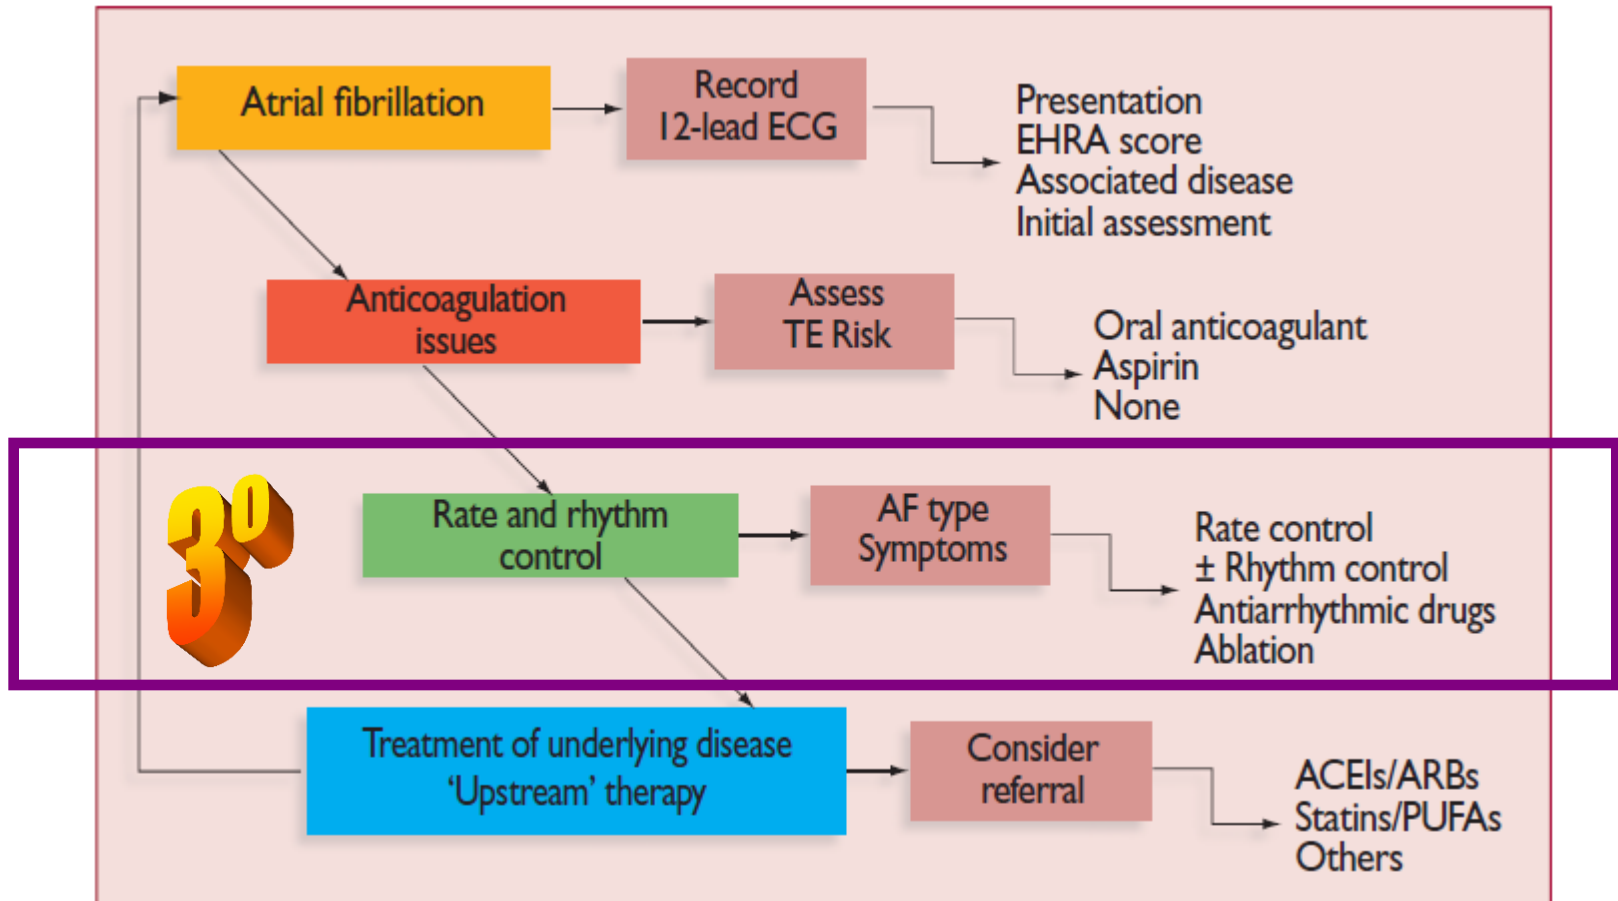 Atrial fibrillation
Record
12-lead ECG
Presentation
EHRA score
Associated disease
Initial assessment
Anticoagulation
issues
Assess
TE Risk
Oral anticoagulant
Aspirin
None
3º
Rate and rhythm
control
AF type
Symptoms
Rate control
± Rhythm control
Antiarrhythmic drugs
Ablation
Treatment of underlying disease
‘Upstream’ therapy
Consider
referral
ACEIs/ARBs
Statins/PUFAs
Others